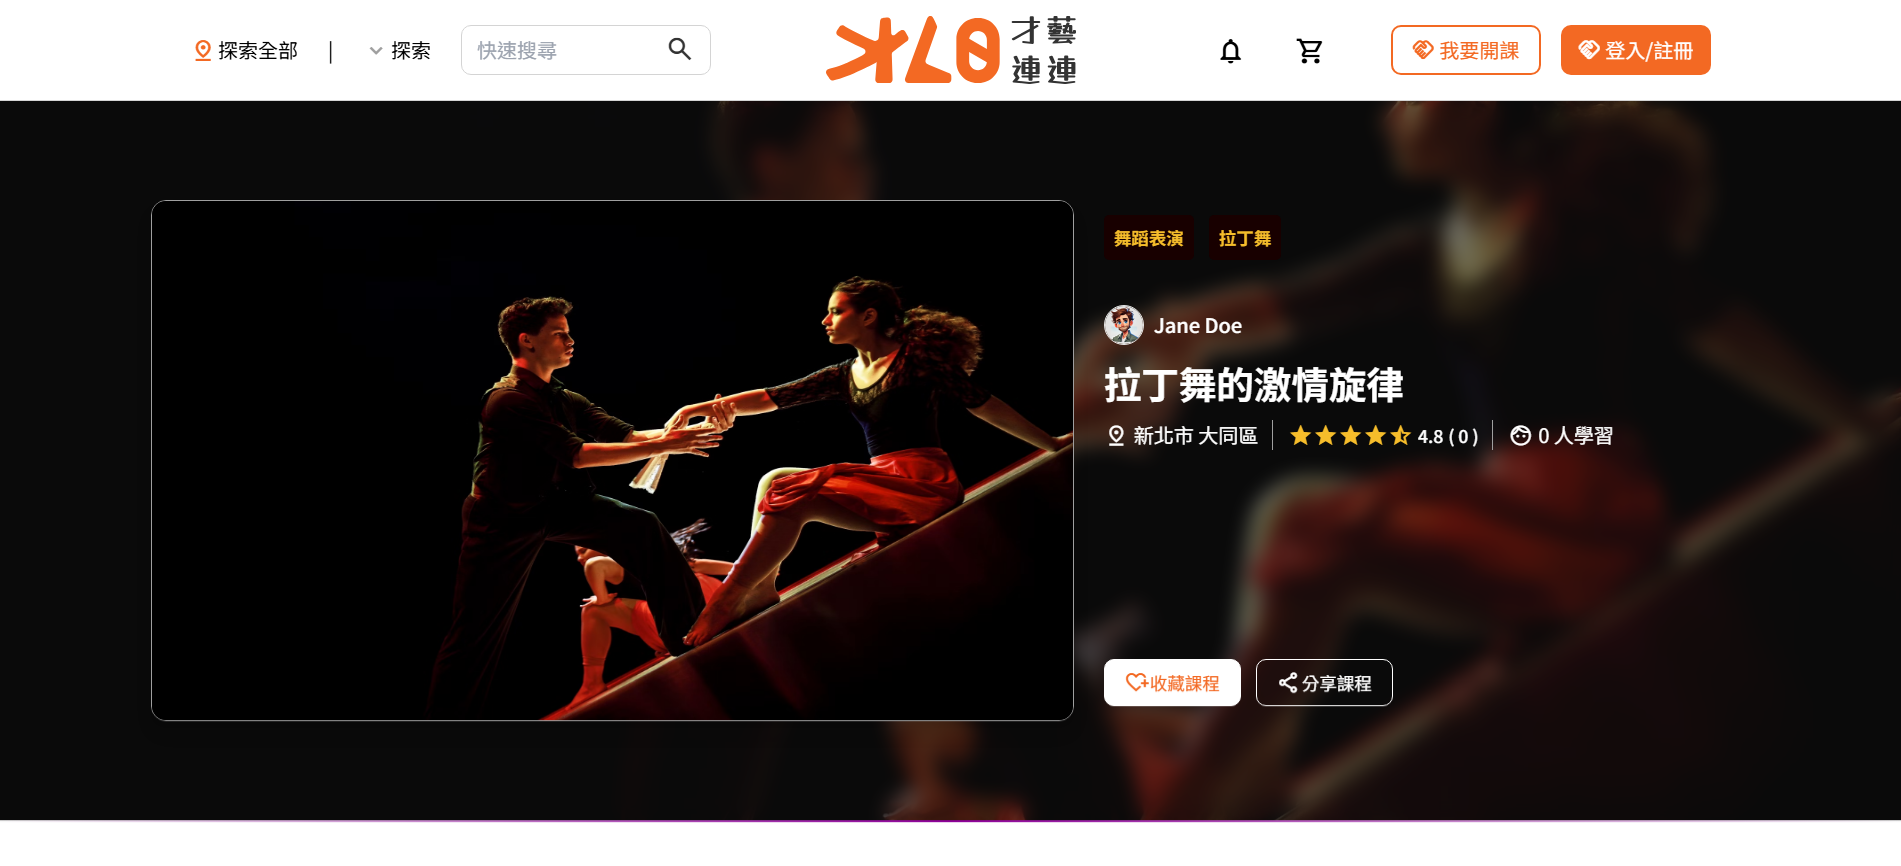 探索全部
|
探索
快速搜尋
才藝
連連
我要開課
登入/註冊
舞蹈表演
拉丁舞
Jane Doe
拉丁舞的激情旋律
新北市 大同區
4.8 ( 0 )
0 人學習
收藏課程
分享課程